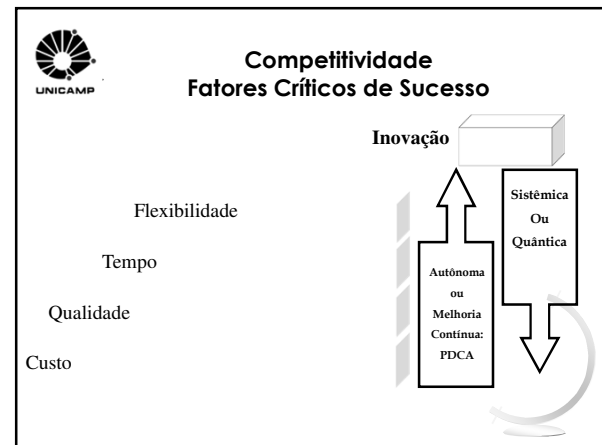 UNICAMP
Competitividade
Fatores Críticos de Sucesso
Inovação
Flexibilidade
Tempo
Qualidade
Custo
Autônoma
ou
Melhoria
Contínua:
PDCA
Sistêmica
Ou
Quântica